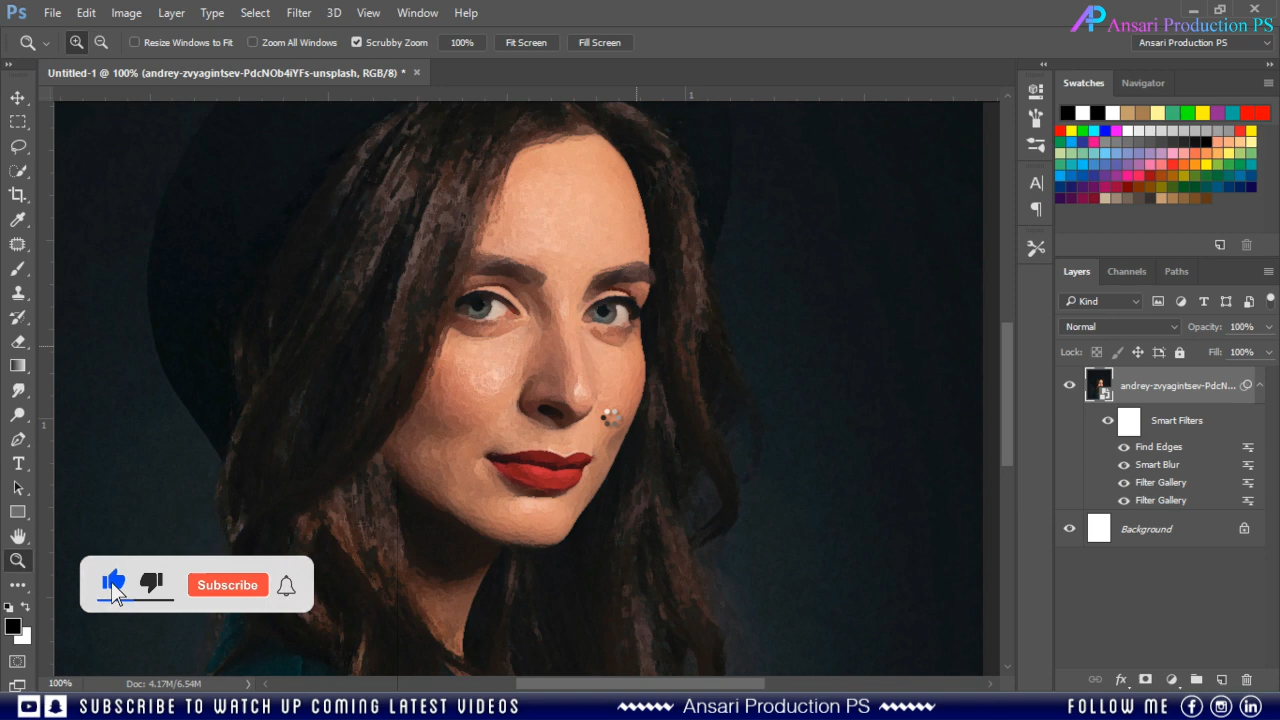 Ps File Edit Image Layer Type Select Filter 3D View Window Help
Ansari Production PS
Resize Windows to Fit Zoom All Windows Scrubby Zoom 100% Fit Screen Fill Screen
Ansari Production PS
Untitled-1 @ 100% (andrey-zvyagintsev-PdcNOb4iYFs-unsplash, RGB/8) *
Swatches Navigator
1
1
Layers Channels Paths
Kind
Normal Opacity: 100%
Lock: Fill: 100%
andrey-zvyagintsev-PdcN...
Smart Filters
Find Edges
Smart Blur
Filter Gallery
Filter Gallery
Background
Subscribe
100% Doc: 4.17M/6.54M
SUBSCRIBE TO WATCH UP COMING LATEST VIDEOS
Ansari Production PS
FOLLOW ME